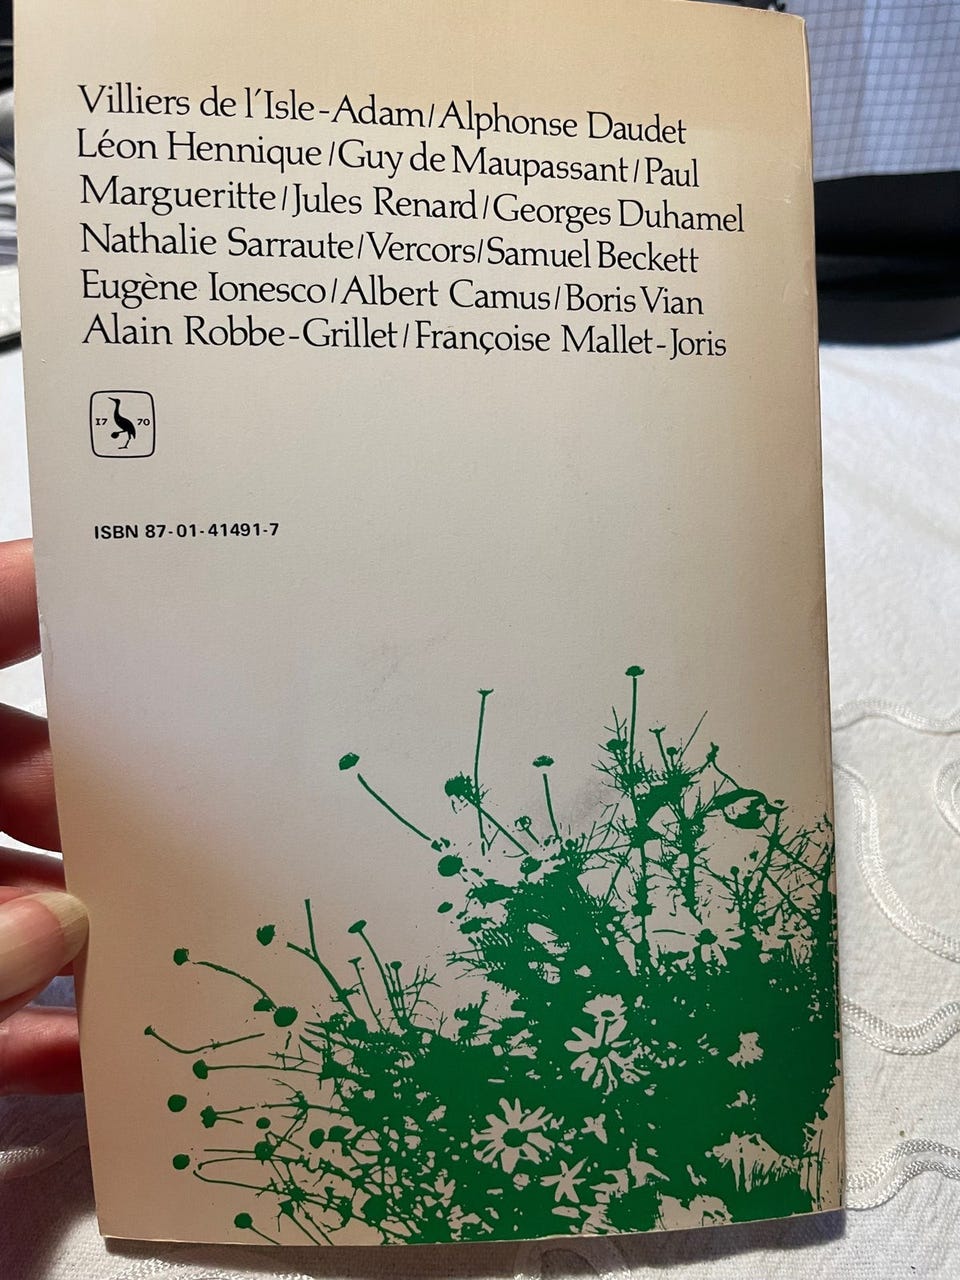 Villiers de l'Isle-Adam/Alphonse Daudet
Léon Hennique/Guy de Maupassant/Paul
Margueritte/Jules Renard/Georges Duhamel
Nathalie Sarraute/Vercors/Samuel Beckett
Eugène Ionesco/Albert Camus/Boris Vian
Alain Robbe-Grillet/Françoise Mallet-Joris
17 70
ISBN 87-01-41491-7